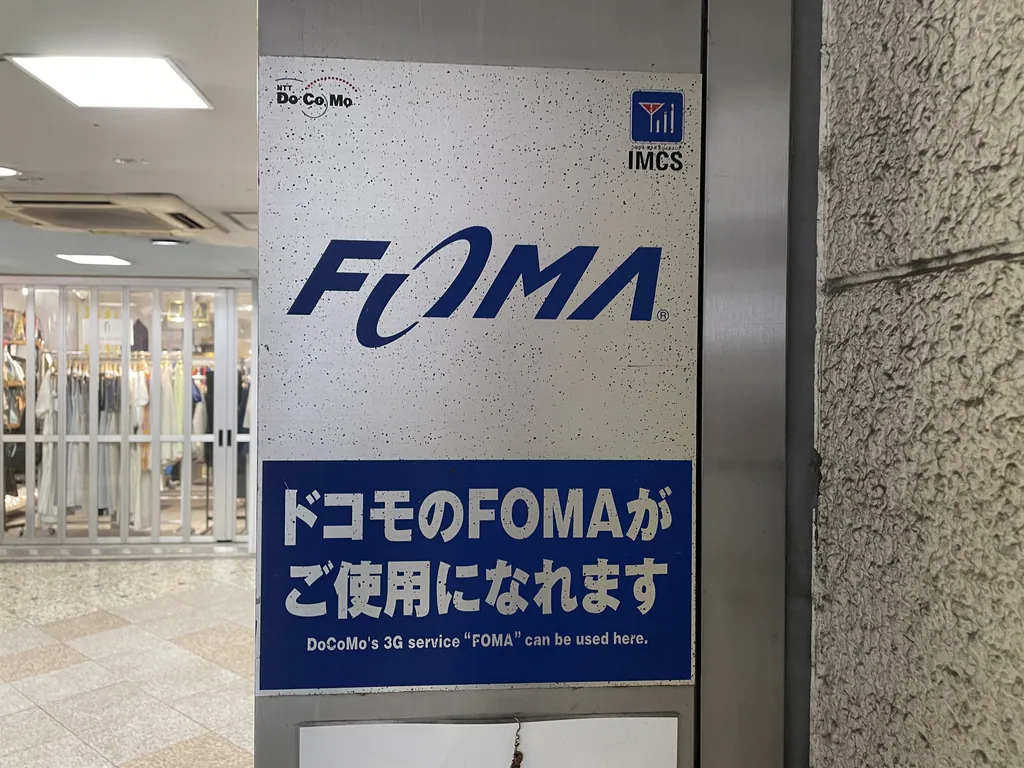 NTT
DoCoMo
IMCS
FOMA®
ドコモのFOMAが
ご使用になれます
DoCoMo's 3G service “FOMA” can be used here.